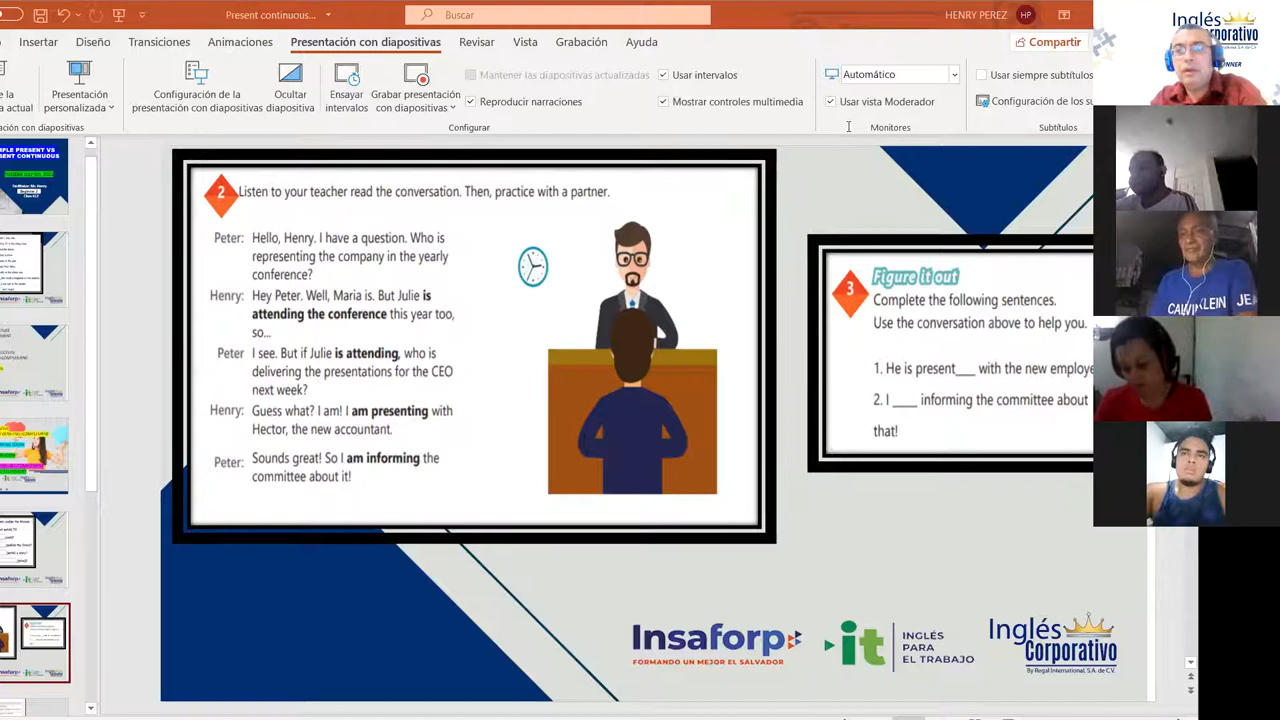 Present continuous...
Buscar
HENRY PEREZ
HP
Insertar
Diseño
Transiciones
Animaciones
Presentación con diapositivas
Revisar
Vista
Grabación
Ayuda
Compartir
Presentación
personalizada
Configuración de la
presentación con diapositivas
Ocultar
diapositiva
Ensayar
intervalos
Grabar presentación
con diapositivas
Mantener las diapositivas actualizadas
Reproducir narraciones
Usar intervalos
Mostrar controles multimedia
Configurar
Automático
Usar vista Moderador
Monitores
Usar siempre subtítulos
Configuración de los su
Subtítulos
Inglés
Corporativo
2 Listen to your teacher read the conversation. Then, practice with a partner.
Peter: Hello, Henry. I have a question. Who is
representing the company in the yearly
conference?
Henry: Hey Peter. Well, Maria is. But Julie is
attending the conference this year too,
so...
Peter I see. But if Julie is attending, who is
delivering the presentations for the CEO
next week?
Henry: Guess what? I am! I am presenting with
Hector, the new accountant.
Peter: Sounds great! So I am informing the
committee about it!
3 Figure it out
Complete the following sentences.
Use the conversation above to help you.
1. He is present___ with the new employe
2. I ____ informing the committee about
that!
CALVIN KLEIN JE
Insaforp
FORMANDO UN MEJOR EL SALVADOR
it
INGLÉS
PARA
EL TRABAJO
Inglés
Corporativo
By Regal International, S.A. de C.V.